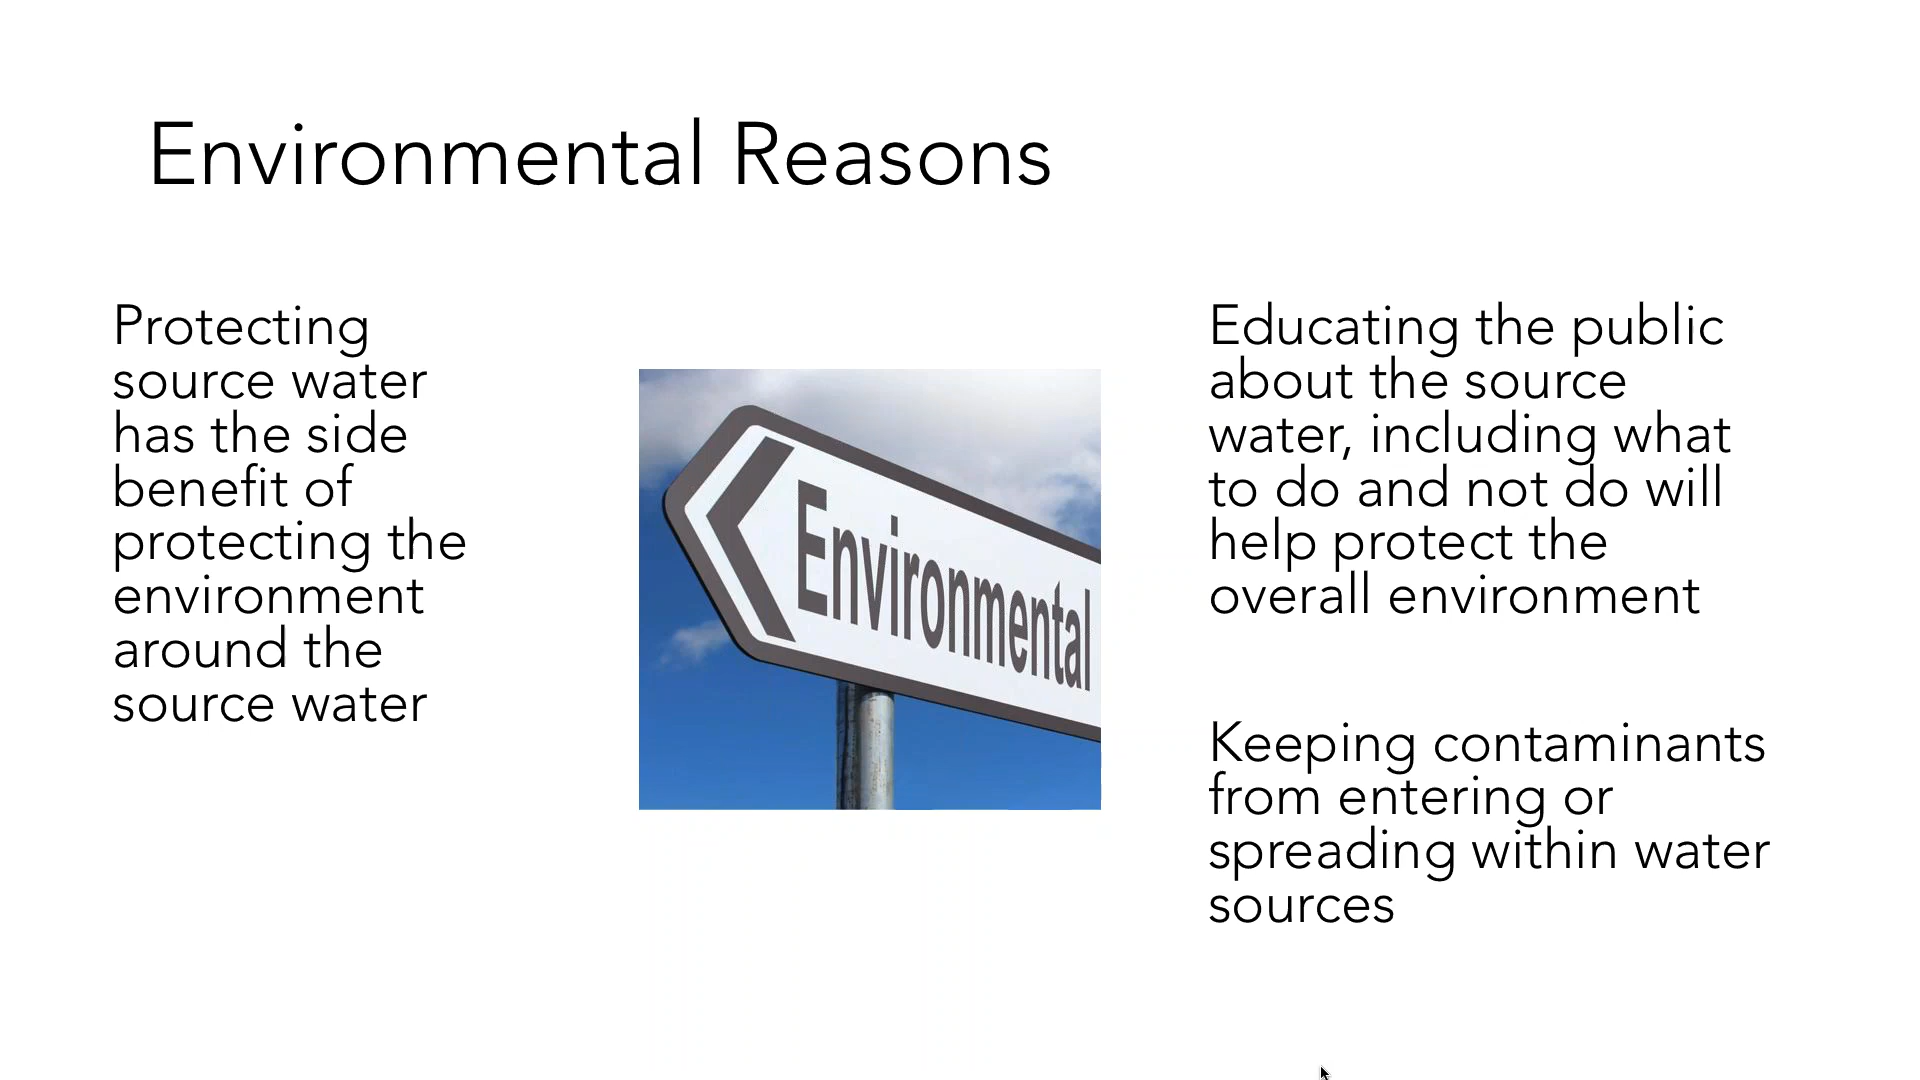 Environmental Reasons
Protecting
source water
has the side
benefit of
protecting the
environment
around the
source water
Environmental
Educating the public
about the source
water, including what
to do and not do will
help protect the
overall environment
Keeping contaminants
from entering or
spreading within water
sources